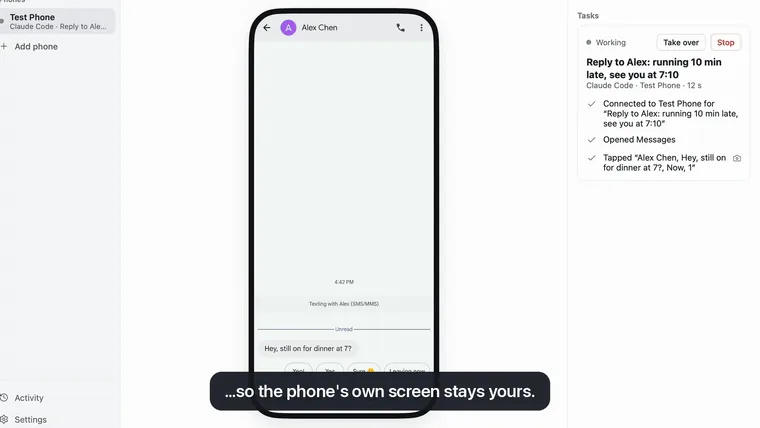 Test Phone
Claude Code · Reply to Ale...
+ Add phone
Activity
Settings
A
Alex Chen
4:42 PM
Texting with Alex (SMS/MMS)
Unread
Hey, still on for dinner at 7?
...so the phone's own screen stays yours.
Tasks
Working
Take over
Stop
Reply to Alex: running 10 min
late, see you at 7:10
Claude Code · Test Phone · 12 s
Connected to Test Phone for
“Reply to Alex: running 10 min late,
see you at 7:10”
Opened Messages
Tapped “Alex Chen, Hey, still on
for dinner at 7?, Now, 1”